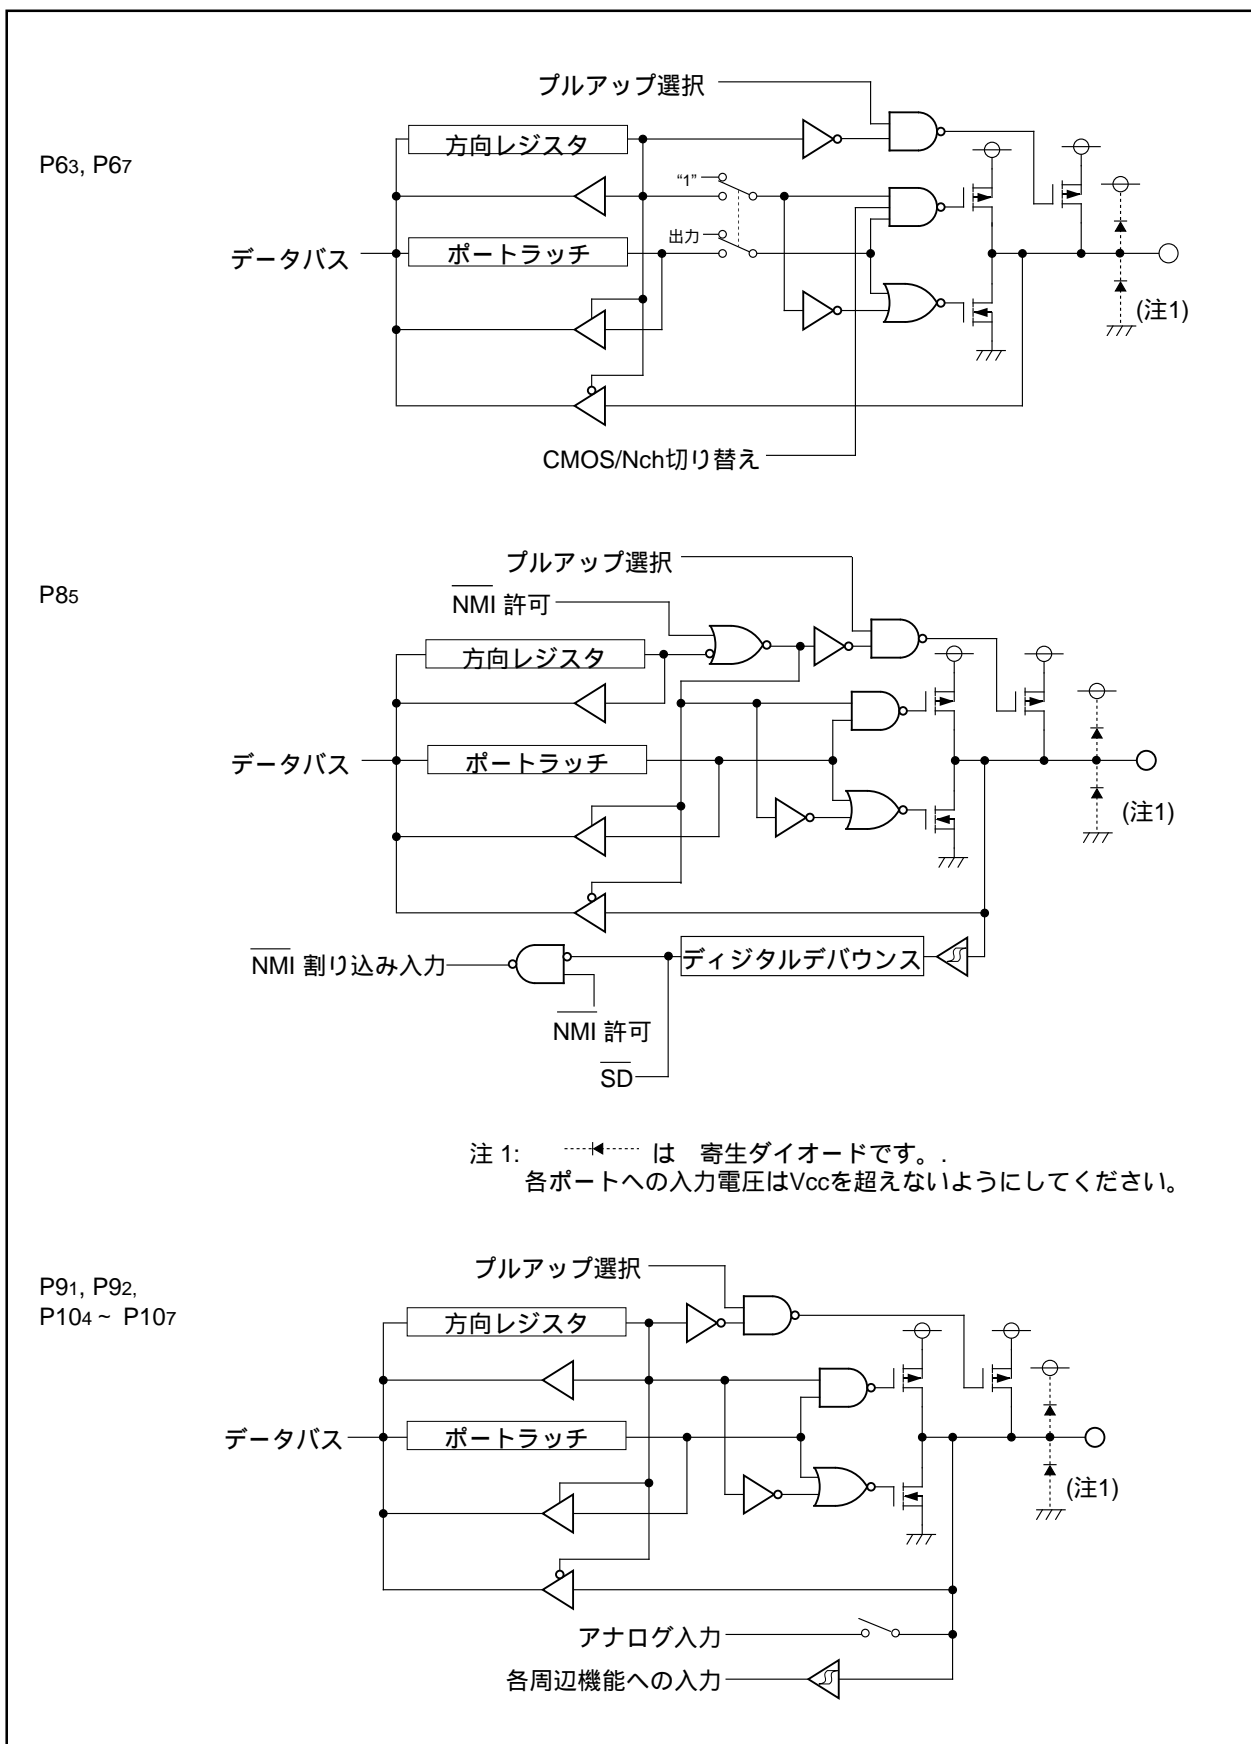 プルアップ選択
P63, P67
方向レジスタ
“1”
出力
データバス
ポートラッチ
(注1)
CMOS/Nch切り替え
プルアップ選択
P85
NMI 許可
方向レジスタ
データバス
ポートラッチ
(注1)
NMI 割り込み入力
ディジタルデバウンス
NMI 許可
SD
注 1: は 寄生ダイオードです。.
各ポートへの入力電圧はVccを超えないようにしてください。
プルアップ選択
P91, P92,
P104 ~ P107
方向レジスタ
データバス
ポートラッチ
(注1)
アナログ入力
各周辺機能への入力